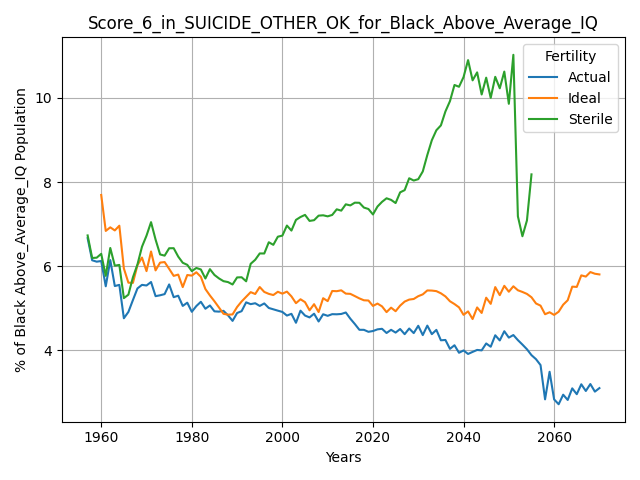 Score_6_in_SUICIDE_OTHER_OK_for_Black_Above_Average_IQ
% of Black Above_Average_IQ Population
10
8
6
4
Fertility
Actual
Ideal
Sterile
1960 1980 2000 2020 2040 2060
Years